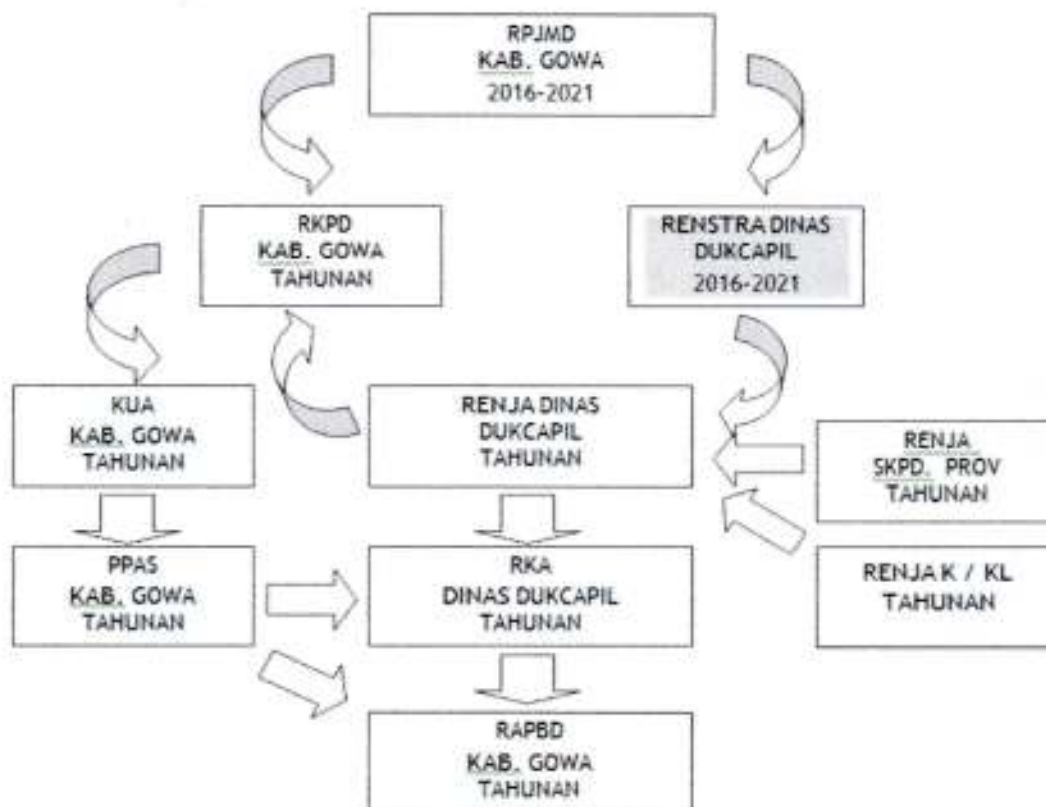 RPJMD
KAB. GOWA
2016-2021
RKPD
KAB. GOWA
TAHUNAN
RENSTRA DINAS
DUKCAPIL
2016-2021
KUA
KAB. GOWA
TAHUNAN
RENJA DINAS
DUKCAPIL
TAHUNAN
RENJA
SKPD. PROV
TAHUNAN
PPAS
KAB. GOWA
TAHUNAN
RKA
DINAS DUKCAPIL
TAHUNAN
RENJA K / KL
TAHUNAN
RAPBD
KAB. GOWA
TAHUNAN